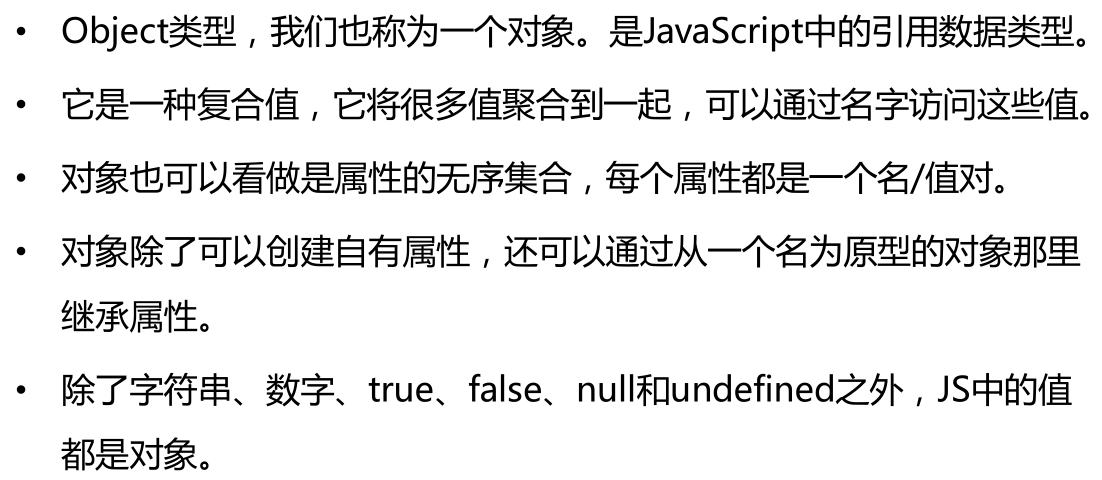 • Object类型，我们也称为一个对象。是JavaScript中的引用数据类型。
• 它是一种复合值，它将很多值聚合到一起，可以通过名字访问这些值。
• 对象也可以看做是属性的无序集合，每个属性都是一个名/值对。
• 对象除了可以创建自有属性，还可以通过从一个名为原型的对象那里
继承属性。
• 除了字符串、数字、true、false、null和undefined之外，JS中的值
都是对象。